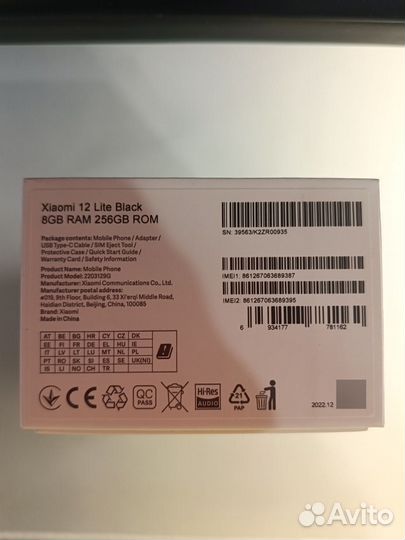 Xiaomi 12 Lite Black
8GB RAM 256GB ROM
Package contents: Mobile Phone / Adapter /
USB Type-C Cable / SIM Eject Tool /
Protective Case / Quick Start Guide /
Warranty Card / Safety Information
Product Name: Mobile Phone
Product Model: 2203129G
Manufacturer: Xiaomi Communications Co., Ltd.
Manufacturer postal address:
#019, 9th Floor, Building 6, 33 Xi'erqi Middle Road,
Haidian District, Beijing, China, 100085
Brand: Xiaomi
Made in China
SN: 39563/K2ZR00935
IMEI1: 861267063689387
IMEI2: 861267063689395
6 934177 781162
AT BE BG HR CY CZ DK
EE FI FR DE EL HU IE
IT LV LT LU MT NL PL
PT RO SK SI ES SE UK(NI)
IS LI NO CH TR
CE
QC
PASS
Hi-Res
AUDIO
21
PAP
2022.12
Avito